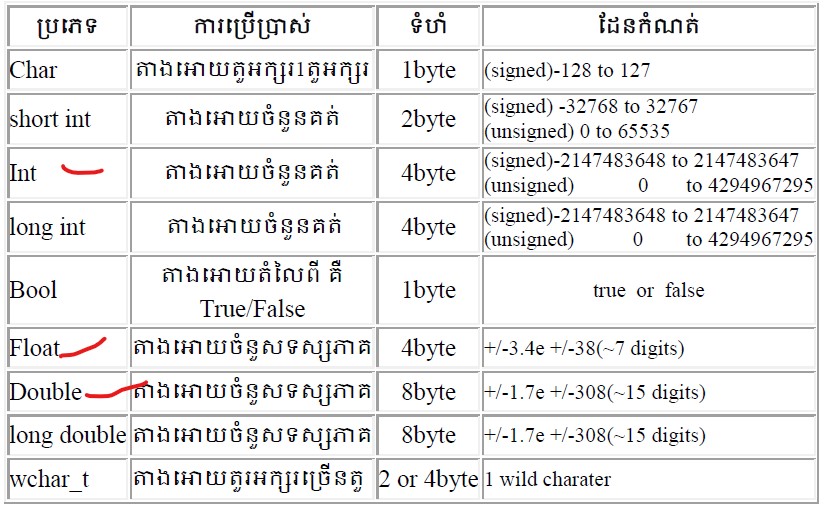 ប្រភេទ ការប្រើប្រាស់ ទំហំ ដែនកំណត់
Char តាងអោយតួអក្សរ1តួអក្សរ 1byte (signed)-128 to 127
short int តាងអោយចំនួនគត់ 2byte (signed) -32768 to 32767
(unsigned) 0 to 65535
Int តាងអោយចំនួនគត់ 4byte (signed)-2147483648 to 2147483647
(unsigned) 0 to 4294967295
long int តាងអោយចំនួនគត់ 4byte (signed)-2147483648 to 2147483647
(unsigned) 0 to 4294967295
Bool តាងអោយតំលៃពី គឺ
True/False 1byte true or false
Float តាងអោយចំនួសទស្សភាគ 4byte +/-3.4e +/-38(~7 digits)
Double តាងអោយចំនួសទស្សភាគ 8byte +/-1.7e +/-308(~15 digits)
long double តាងអោយចំនួសទស្សភាគ 8byte +/-1.7e +/-308(~15 digits)
wchar_t តាងអោយតួរអក្សរច្រើនតួ 2 or 4byte 1 wild charater